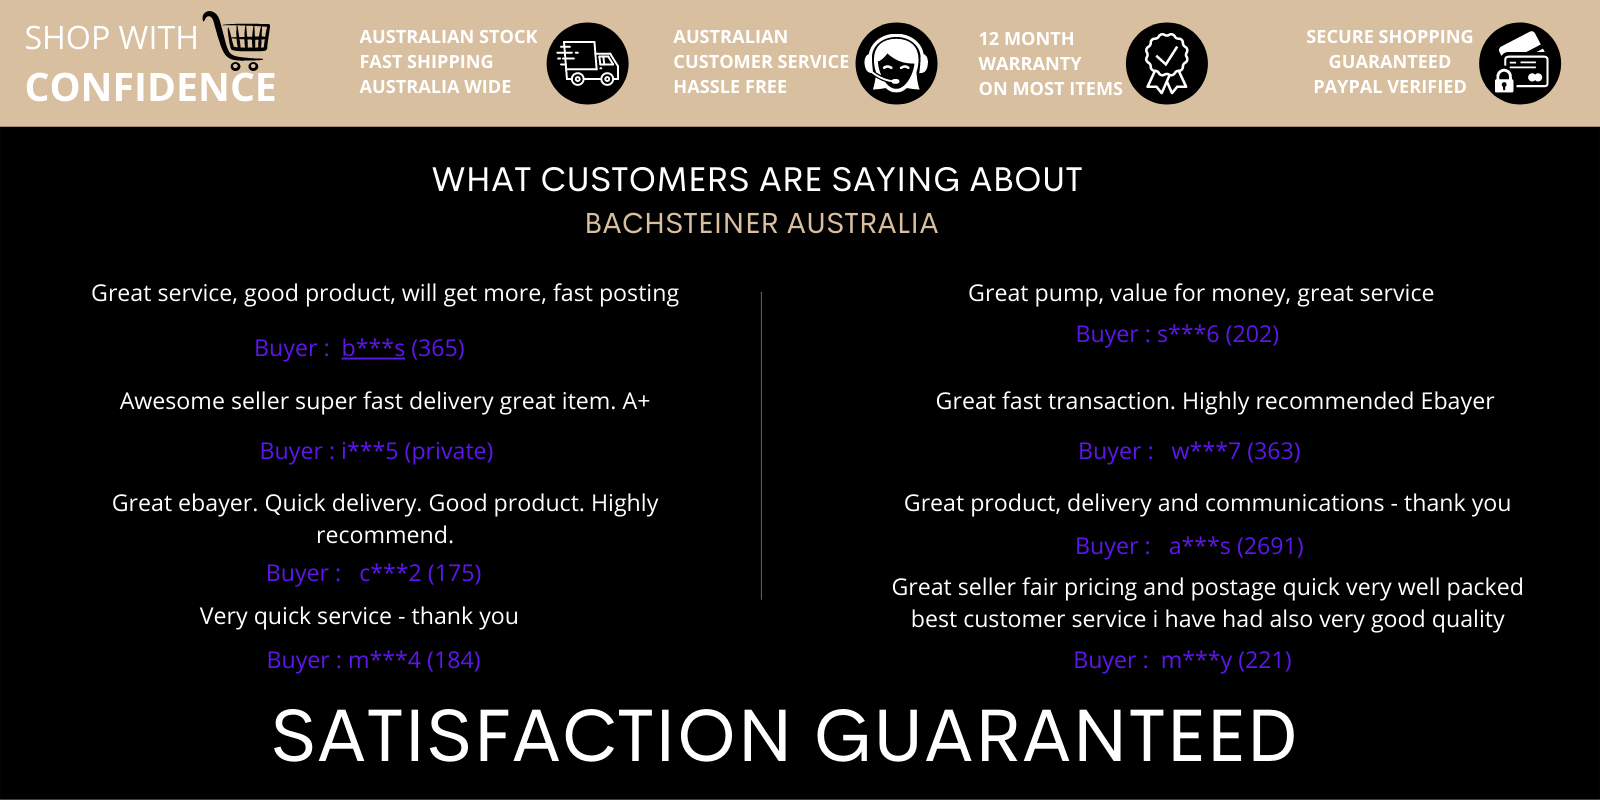 SHOP WITH
CONFIDENCE
AUSTRALIAN STOCK
FAST SHIPPING
AUSTRALIA WIDE
AUSTRALIAN
CUSTOMER SERVICE
HASSLE FREE
12 MONTH
WARRANTY
ON MOST ITEMS
SECURE SHOPPING
GUARANTEED
PAYPAL VERIFIED
WHAT CUSTOMERS ARE SAYING ABOUT
BACHSTEINER AUSTRALIA
Great service, good product, will get more, fast posting
Buyer : b***s (365)
Awesome seller super fast delivery great item. A+
Buyer : i***5 (private)
Great ebayer. Quick delivery. Good product. Highly
recommend.
Buyer : c***2 (175)
Very quick service - thank you
Buyer : m***4 (184)
Great pump, value for money, great service
Buyer : s***6 (202)
Great fast transaction. Highly recommended Ebayer
Buyer : w***7 (363)
Great product, delivery and communications - thank you
Buyer : a***s (2691)
Great seller fair pricing and postage quick very well packed
best customer service i have had also very good quality
Buyer : m***y (221)
SATISFACTION GUARANTEED